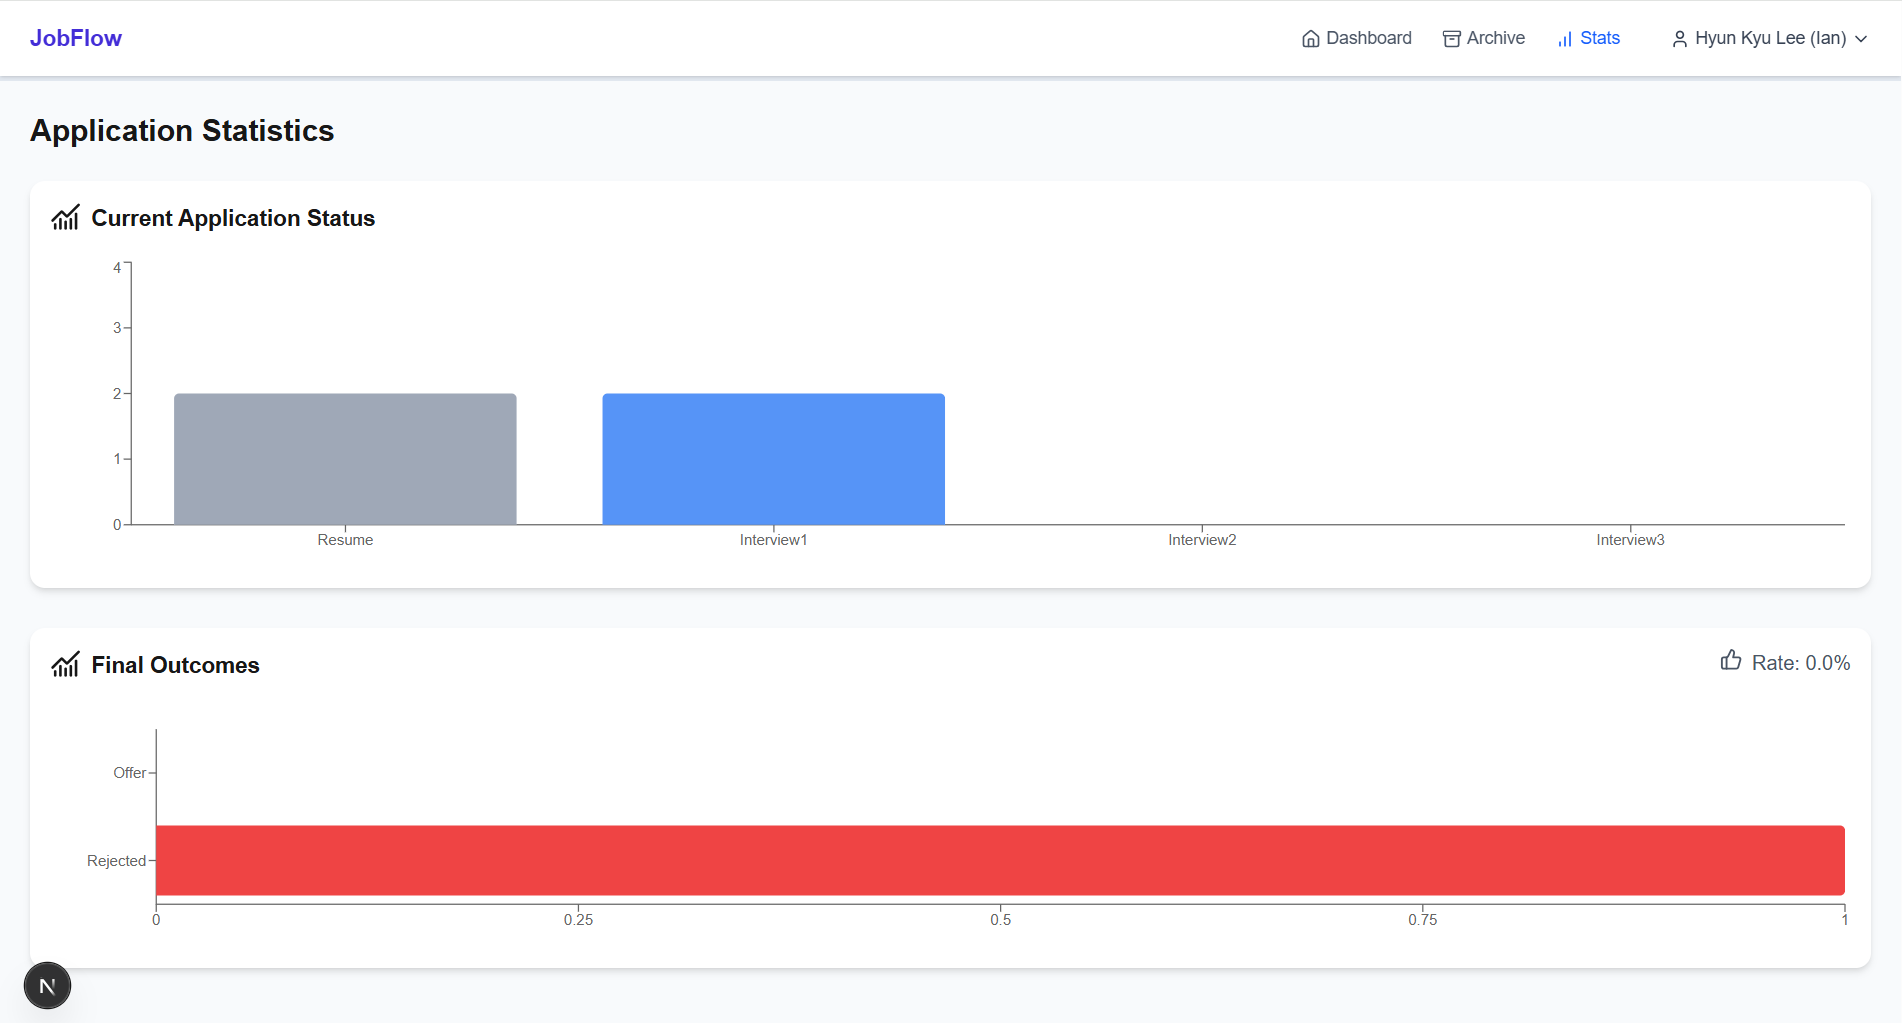 JobFlow
Dashboard
Archive
Stats
Hyun Kyu Lee (Ian)
Application Statistics
Current Application Status
4
3
2
1
0
Resume
Interview1
Interview2
Interview3
Final Outcomes
Rate: 0.0%
Offer
Rejected
0
0.25
0.5
0.75
1
N